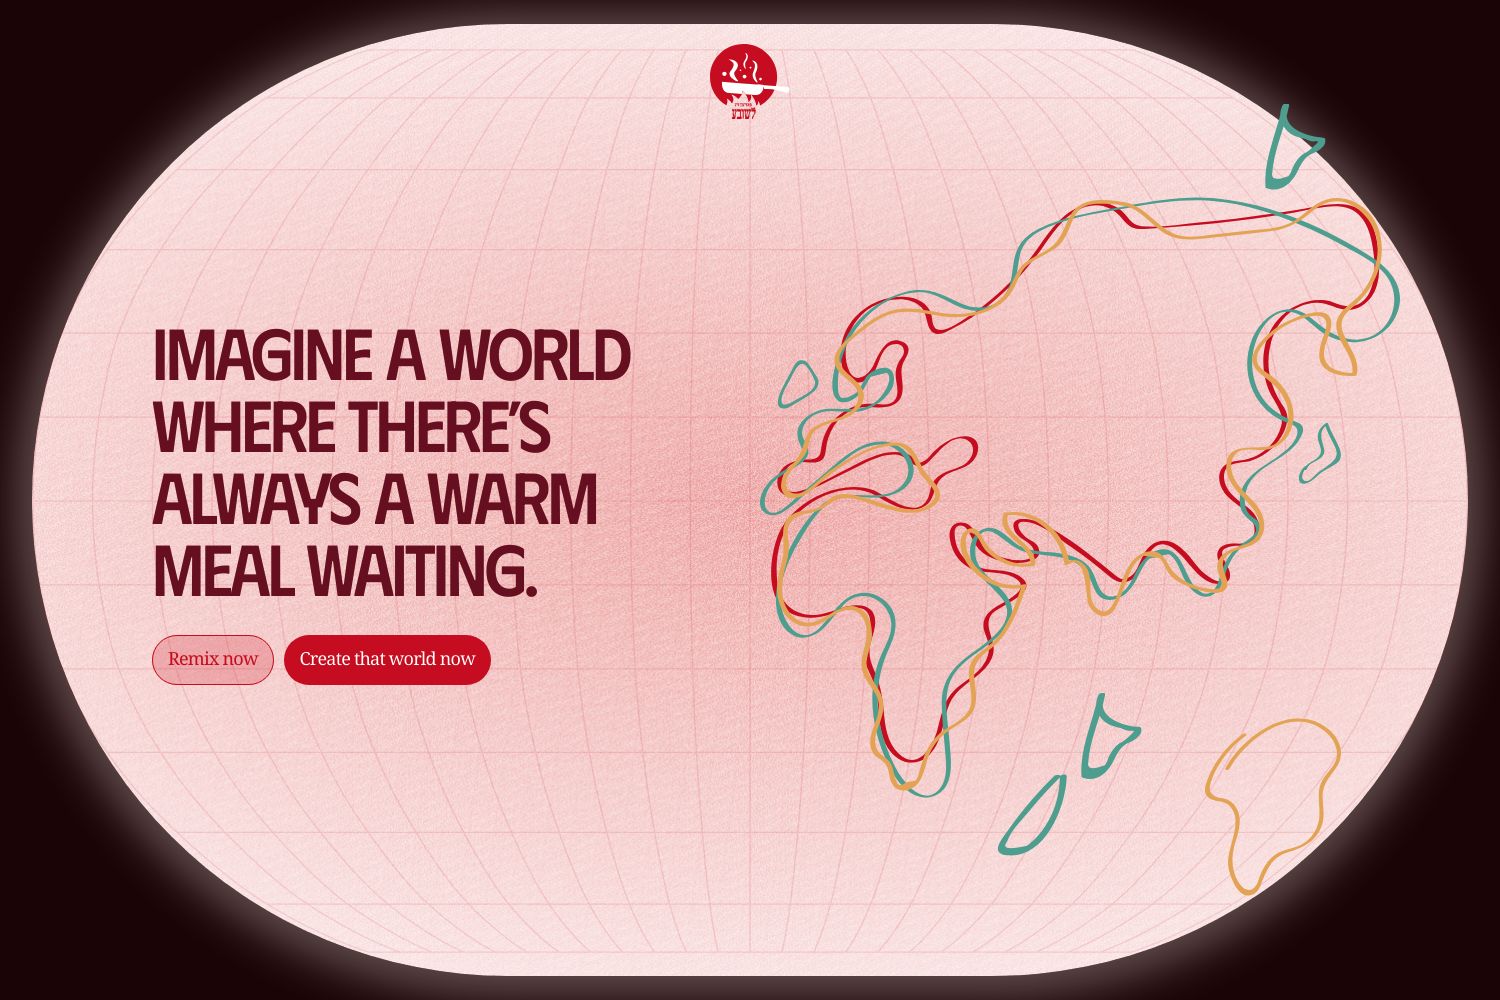 לשובע
IMAGINE A WORLD
WHERE THERE'S
ALWAYS A WARM
MEAL WAITING.
Remix now
Create that world now